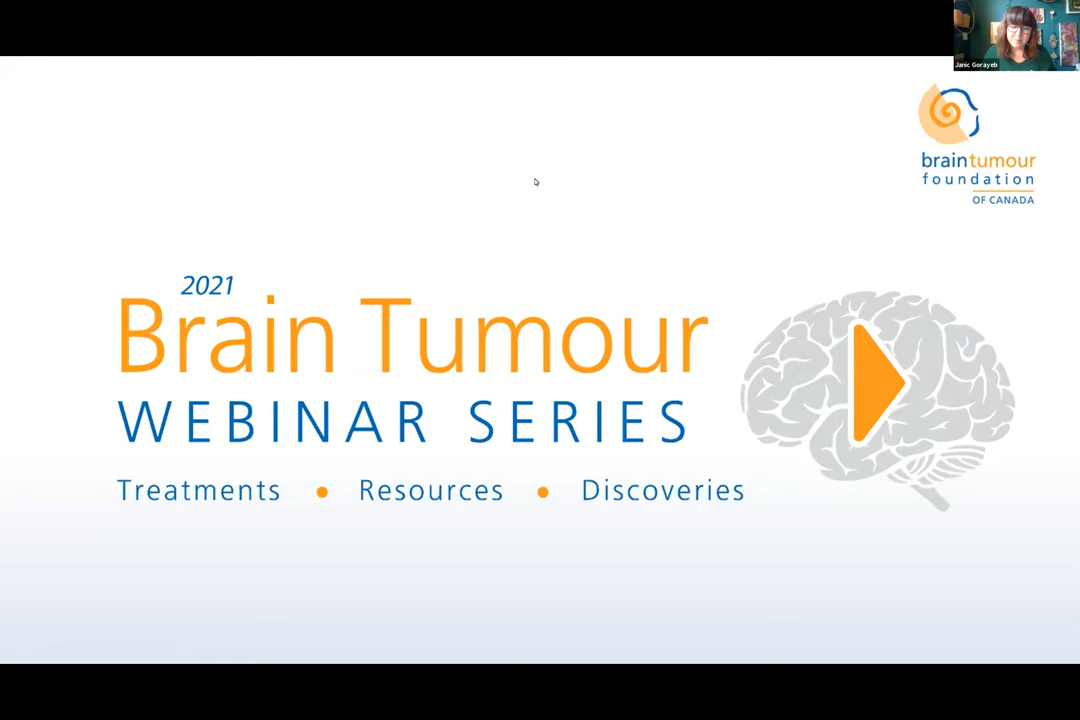 Janic Gorayeb
braintumour
foundation
OF CANADA
2021
Brain Tumour
WEBINAR SERIES
Treatments • Resources • Discoveries